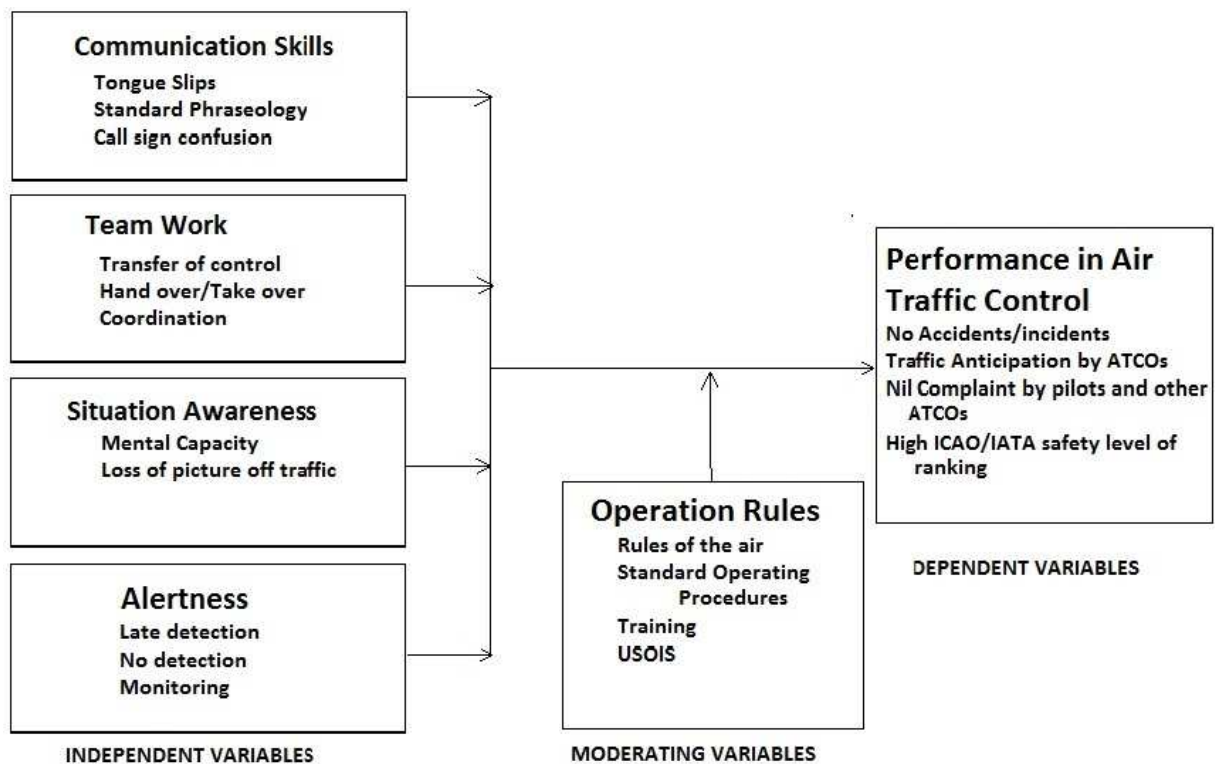 Communication Skills
Tongue Slips
Standard Phraseology
Call sign confusion
Team Work
Transfer of control
Hand over/Take over
Coordination
Situation Awareness
Mental Capacity
Loss of picture off traffic
Alertness
Late detection
No detection
Monitoring
INDEPENDENT VARIABLES
Operation Rules
Rules of the air
Standard Operating
Procedures
Training
USOIS
MODERATING VARIABLES
Performance in Air
Traffic Control
No Accidents/incidents
Traffic Anticipation by ATCOs
Nil Complaint by pilots and other
ATCOs
High ICAO/IATA safety level of
ranking
DEPENDENT VARIABLES